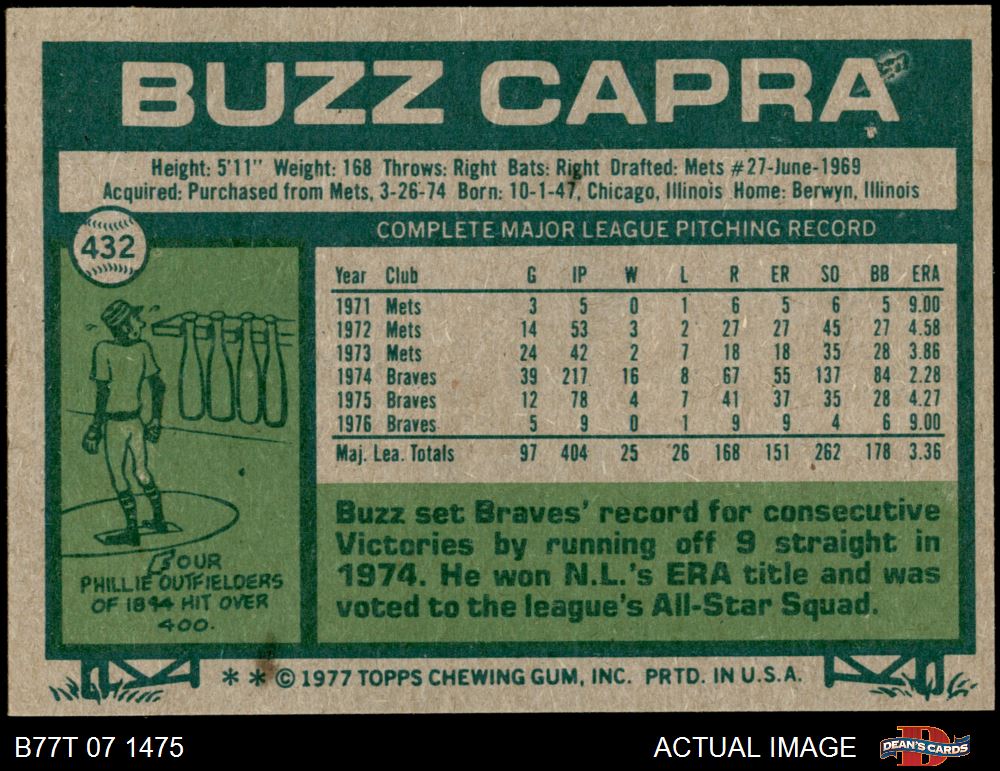 BUZZ CAPRA
Height: 5'11" Weight: 168 Throws: Right Bats: Right Drafted: Mets #27-June-1969
Acquired: Purchased from Mets, 3-26-74 Born: 10-1-47, Chicago, Illinois Home: Berwyn, Illinois
432
COMPLETE MAJOR LEAGUE PITCHING RECORD
Year Club G IP W L R ER SO BB ERA
1971 Mets 3 5 0 1 6 5 6 5 9.00
1972 Mets 14 53 3 2 27 27 45 27 4.58
1973 Mets 24 42 2 7 18 18 35 28 3.86
1974 Braves 39 217 16 8 67 55 137 84 2.28
1975 Braves 12 78 4 7 41 37 35 28 4.27
1976 Braves 5 9 0 1 9 9 4 6 9.00
Maj. Lea. Totals 97 404 25 26 168 151 262 178 3.36
FOUR
PHILLIE OUTFIELDERS
OF 1894 HIT OVER
400.
Buzz set Braves' record for consecutive
Victories by running off 9 straight in
1974. He won N.L.'s ERA title and was
voted to the league's All-Star Squad.
* * © 1977 TOPPS CHEWING GUM, INC. PRTD. IN U.S.A.
B77T 07 1475
ACTUAL IMAGE
DEAN'S CARDS